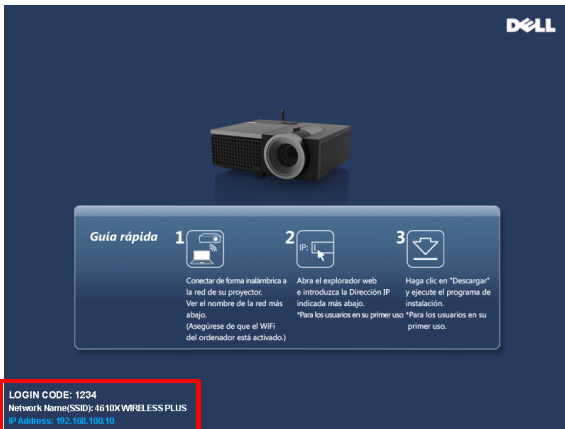 DELL
Guía rápida
1
2
3
IP:
Conectar de forma inalámbrica a
la red de su proyector.
Ver el nombre de la red más
abajo.
(Asegúrese de que el WiFi
del ordenador está activado.)
Abra el explorador web
e introduzca la Dirección IP
indicada más abajo.
*Para los usuarios en su primer uso
Haga clic en "Descargar"
y ejecute el programa de
instalación.
*Para los usuarios en su
primer uso.
LOGIN CODE: 1234
Network Name(SSID): 4610X WIRELESS PLUS
IP Address: 192.168.100.10